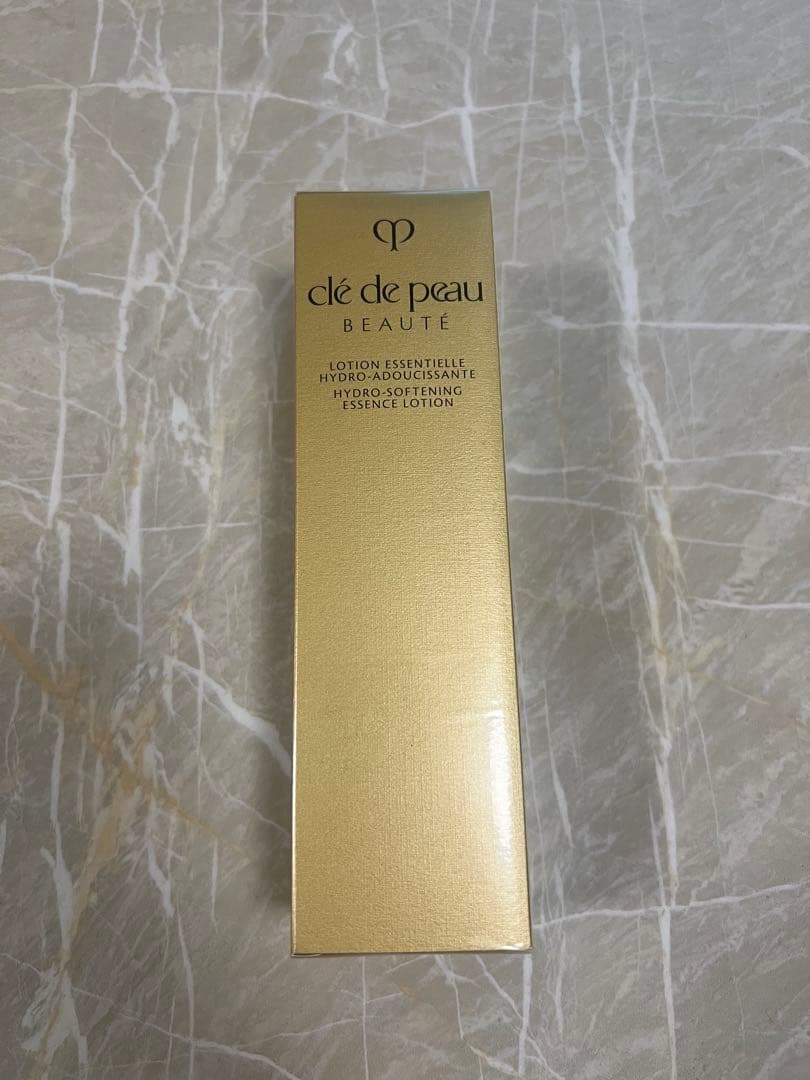 clé de peau
BEAUTÉ
LOTION ESSENTIELLE
HYDRO-ADOUCISSANTE
HYDRO-SOFTENING
ESSENCE LOTION